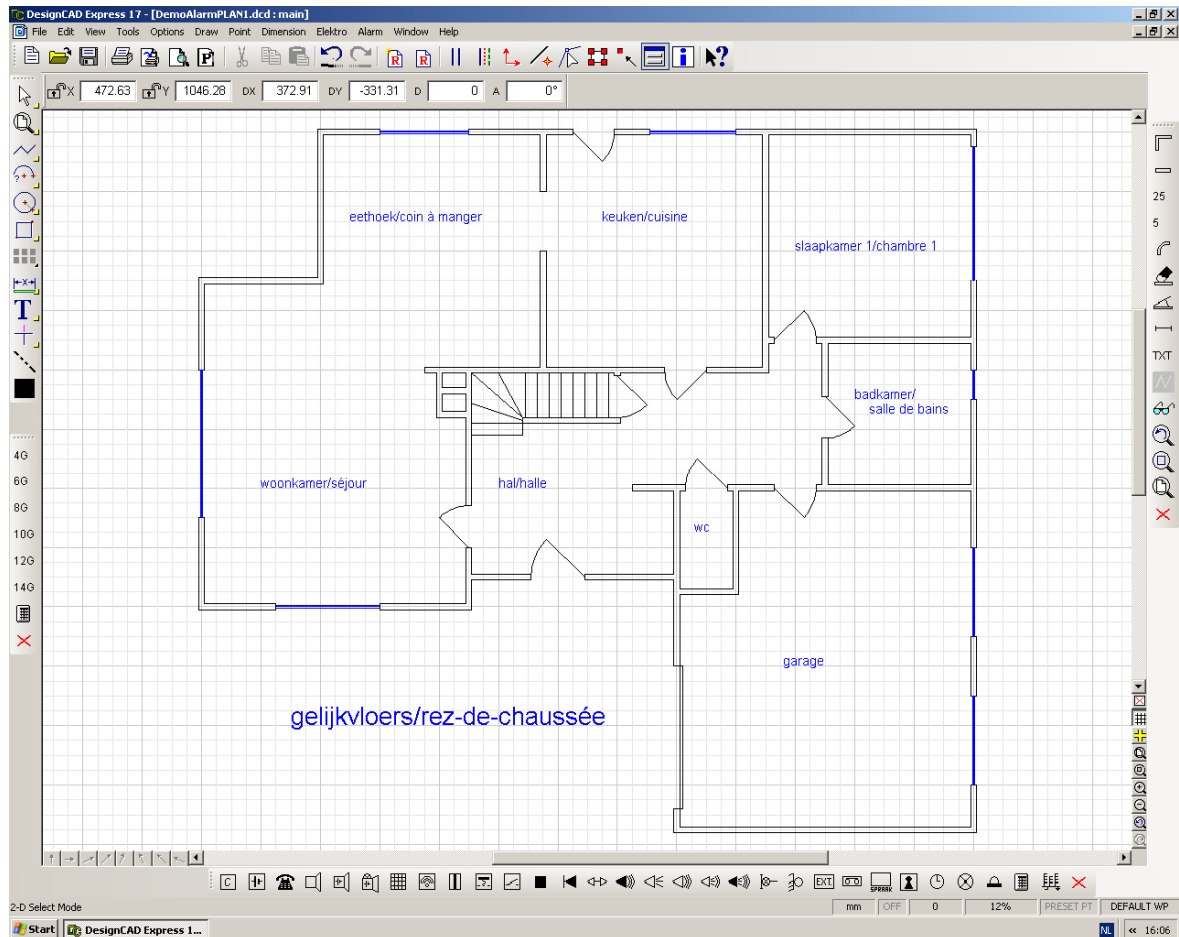 DesignCAD Express 17 - [DemoAlarmPLAN1.dcd : main]
File Edit View Tools Options Draw Point Dimension Elektro Alarm Window Help
X 472.63 Y 1046.28 DX 372.91 DY -331.31 D 0 A 0°
eethoek/coin à manger
keuken/cuisine
slaapkamer 1/chambre 1
badkamer/
salle de bains
woonkamer/séjour
hal/halle
wc
garage
gelijkvloers/rez-de-chaussée
4G
6G
8G
10G
12G
14G
25
5
TXT
EXT
SPRAAK
2-D Select Mode
mm OFF 0 12% PRESET PT DEFAULT WP
Start DesignCAD Express 1... NL « 16:06